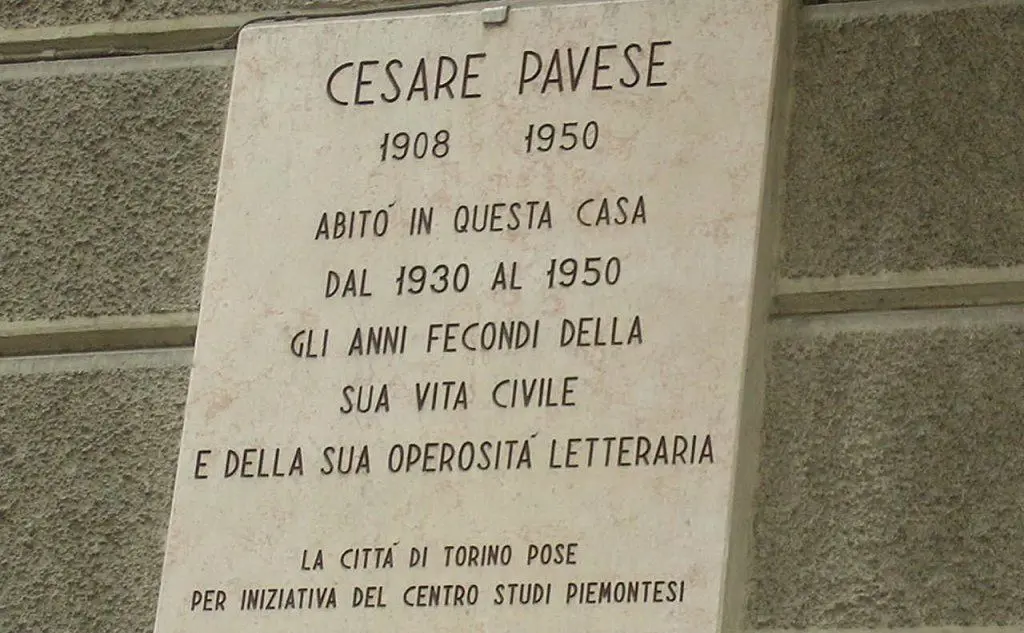 CESARE PAVESE
1908 1950
ABITÒ IN QUESTA CASA
DAL 1930 AL 1950
GLI ANNI FECONDI DELLA
SUA VITA CIVILE
E DELLA SUA OPEROSITÀ LETTERARIA
LA CITTÀ DI TORINO POSE
PER INIZIATIVA DEL CENTRO STUDI PIEMONTESI